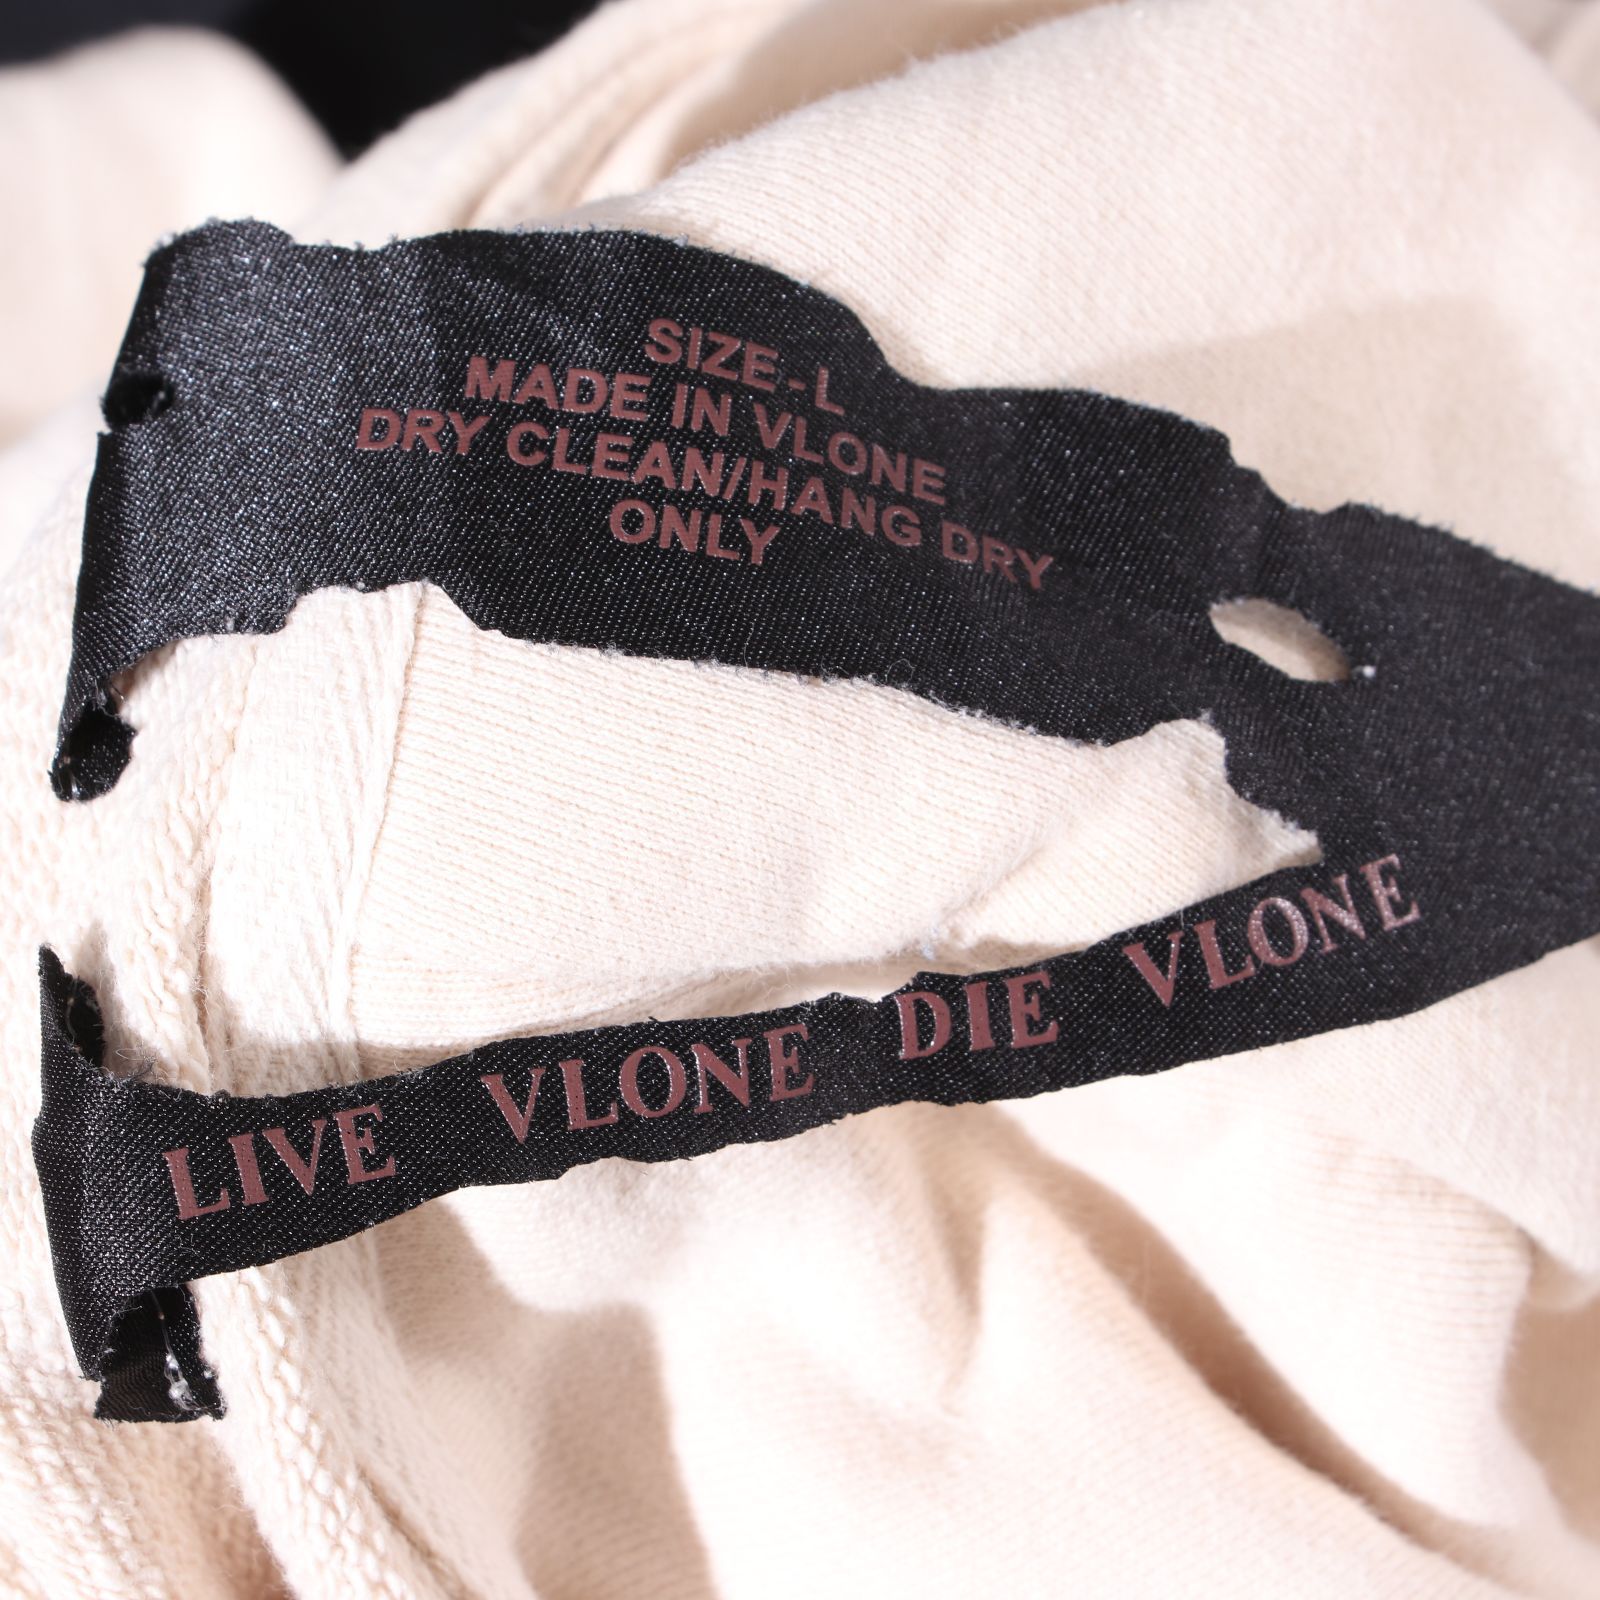 SIZE-L
MADE IN VLONE
DRY CLEAN/HANG DRY
ONLY
LIVE VLONE DIE VLONE